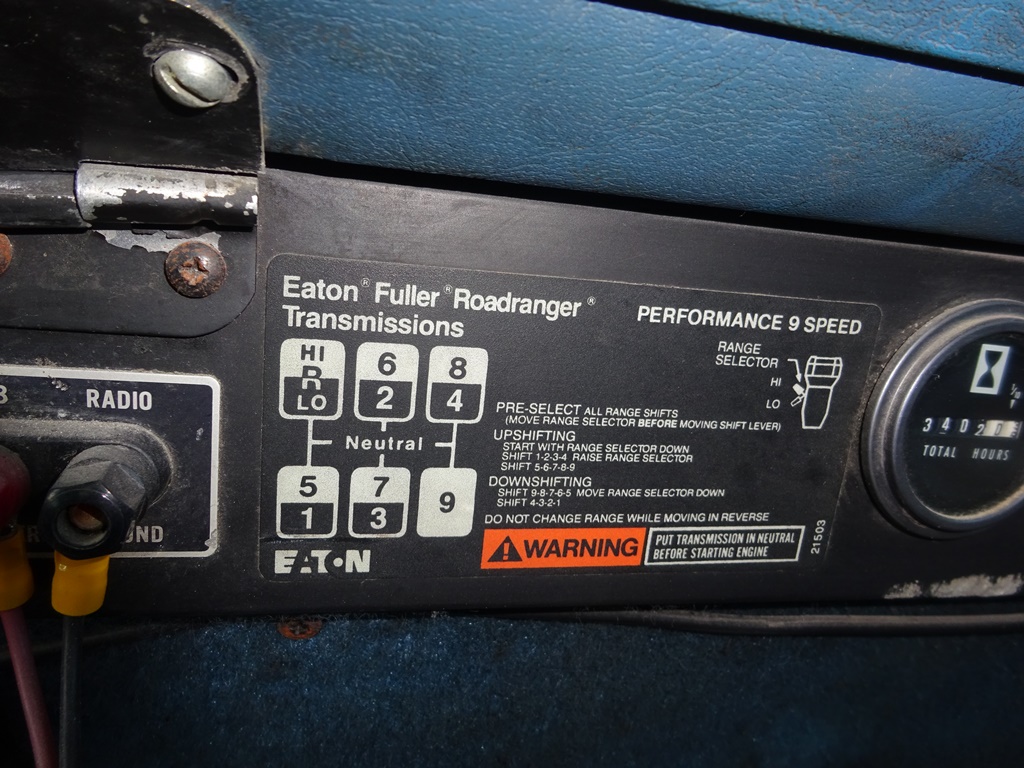 Eaton® Fuller® Roadranger®
Transmissions
PERFORMANCE 9 SPEED
HI
R
LO
6
2
8
4
Neutral
5
1
7
3
9
RANGE
SELECTOR
HI
LO
PRE-SELECT ALL RANGE SHIFTS
(MOVE RANGE SELECTOR BEFORE MOVING SHIFT LEVER)
UPSHIFTING
START WITH RANGE SELECTOR DOWN
SHIFT 1-2-3-4 RAISE RANGE SELECTOR
SHIFT 5-6-7-8-9
DOWNSHIFTING
SHIFT 9-8-7-6-5 MOVE RANGE SELECTOR DOWN
SHIFT 4-3-2-1
DO NOT CHANGE RANGE WHILE MOVING IN REVERSE
WARNING
PUT TRANSMISSION IN NEUTRAL
BEFORE STARTING ENGINE
21503
EATON
RADIO
TOTAL HOURS